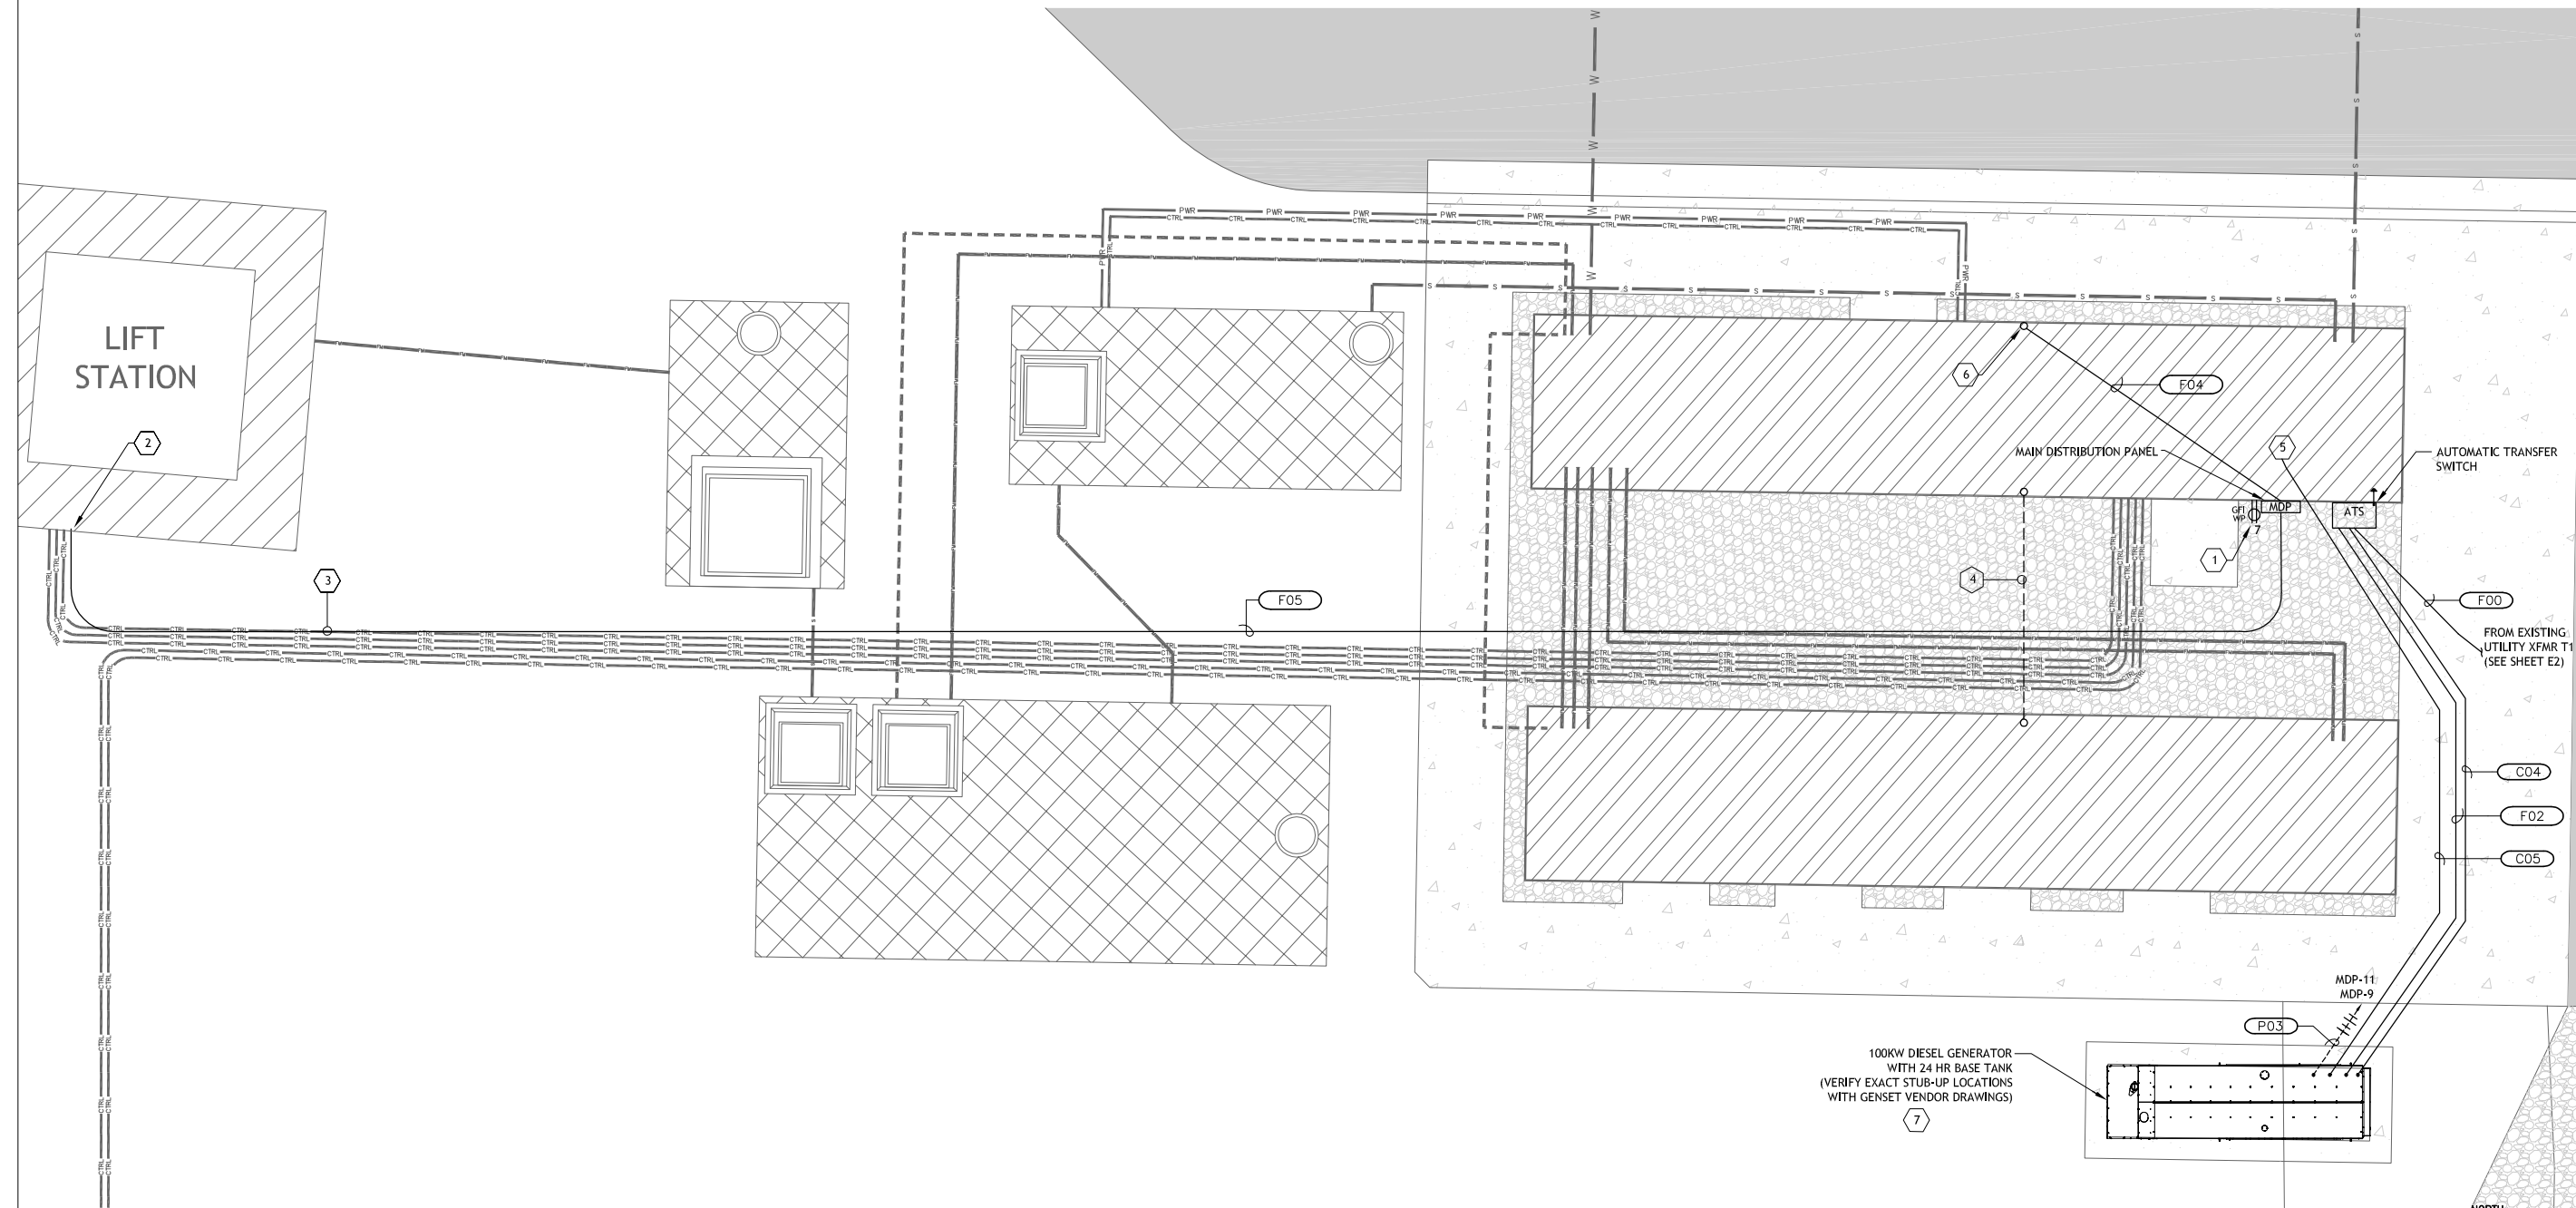 W
S
PWR
CTRL
LIFT
STATION
2
3
6
F04
5
MAIN DISTRIBUTION PANEL
AUTOMATIC TRANSFER
SWITCH
GFI
WP
7
MDP
ATS
1
4
F05
F00
FROM EXISTING
UTILITY XFMR T1
(SEE SHEET E2)
C04
F02
C05
MDP-11
MDP-9
P03
100KW DIESEL GENERATOR
WITH 24 HR BASE TANK
(VERIFY EXACT STUB-UP LOCATIONS
WITH GENSET VENDOR DRAWINGS)
7
NORTH